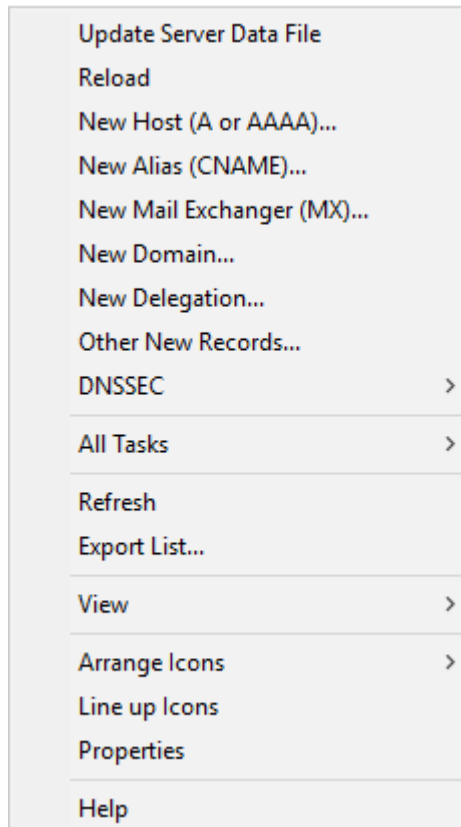 Update Server Data File
Reload
New Host (A or AAAA)...
New Alias (CNAME)...
New Mail Exchanger (MX)...
New Domain...
New Delegation...
Other New Records...
DNSSEC
All Tasks
Refresh
Export List...
View
Arrange Icons
Line up Icons
Properties
Help